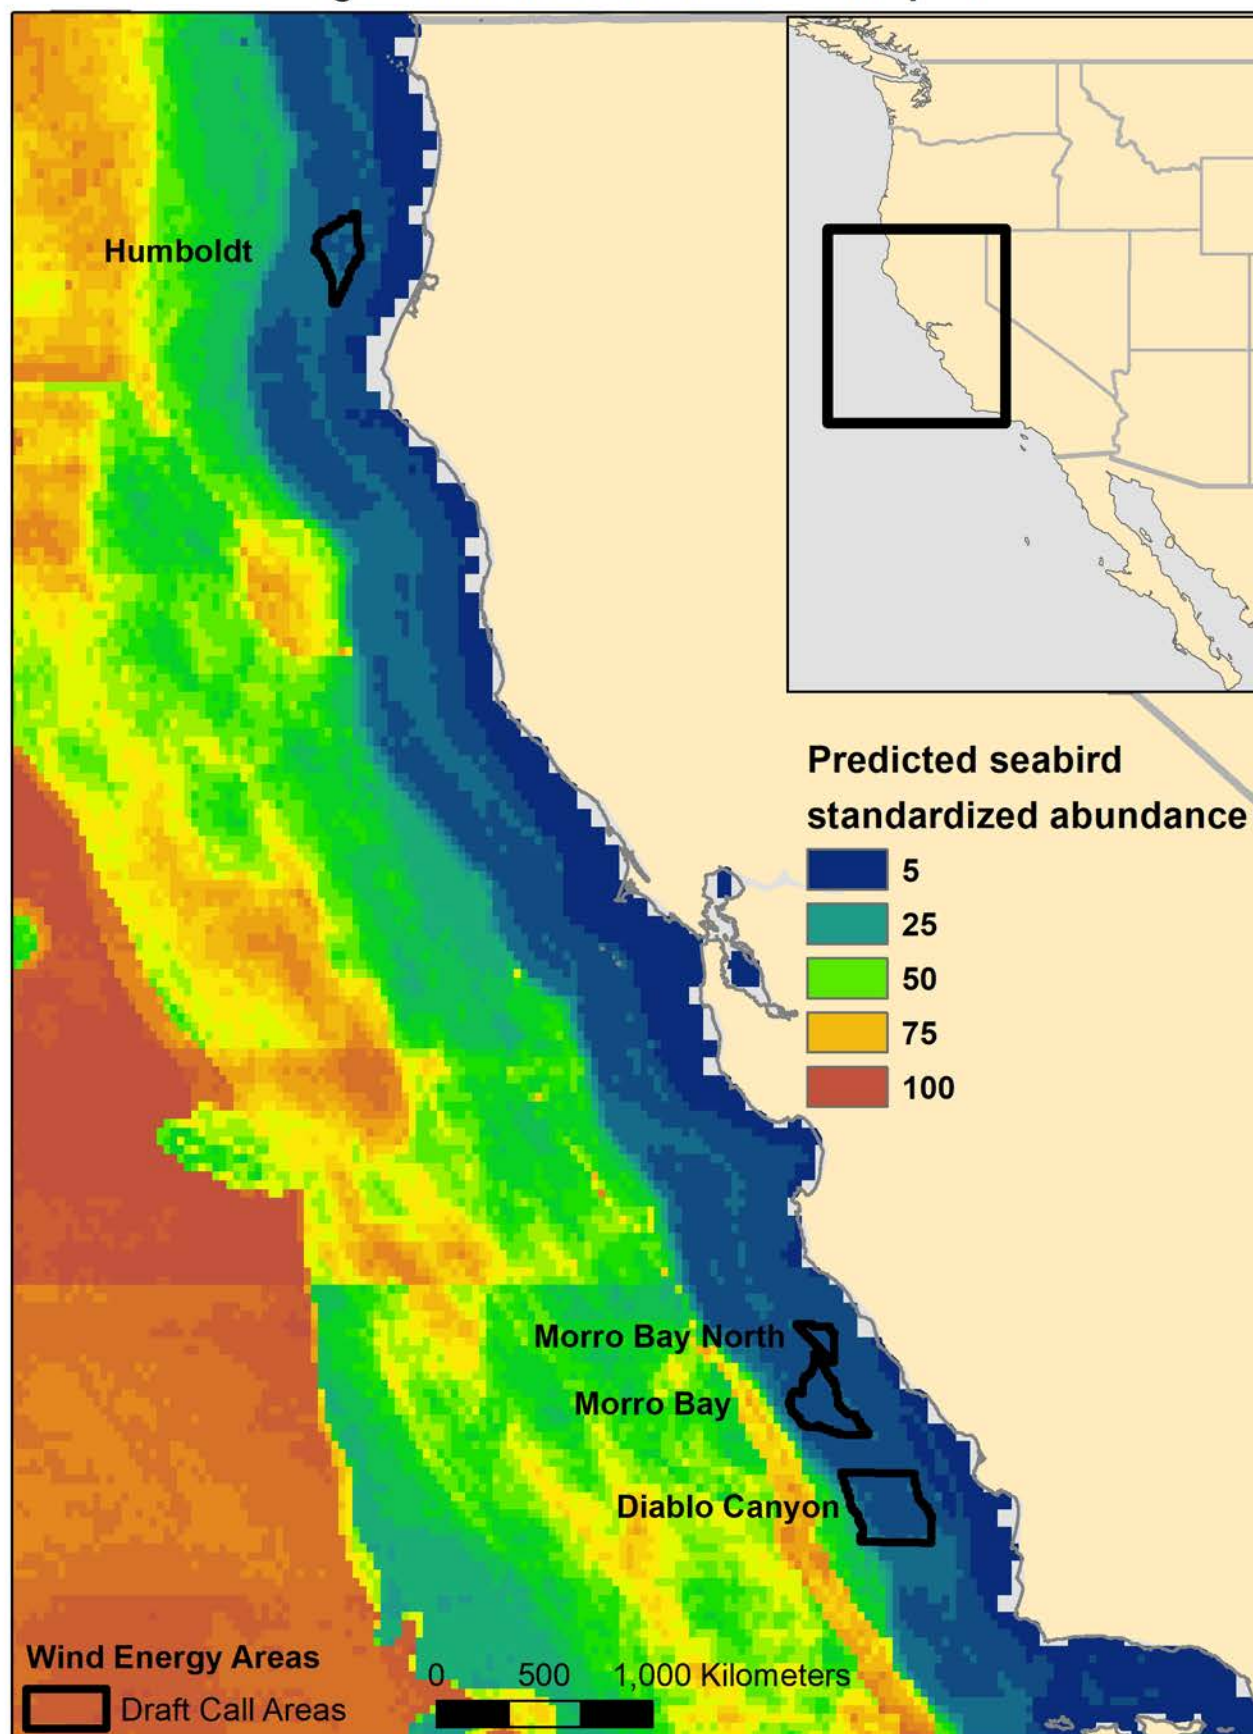 Humboldt
Predicted seabird
standardized abundance
5
25
50
75
100
Morro Bay North
Morro Bay
Diablo Canyon
Wind Energy Areas
Draft Call Areas
0 500 1,000 Kilometers